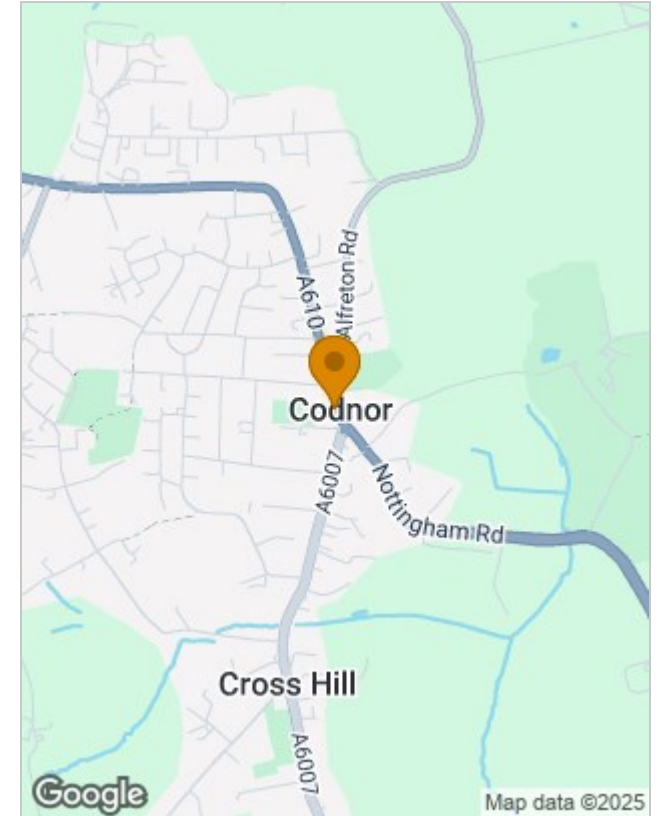 Alfreton Rd
A610
Codnor
A6007
Nottingham Rd
Cross Hill
A6007
Google
Map data ©2025